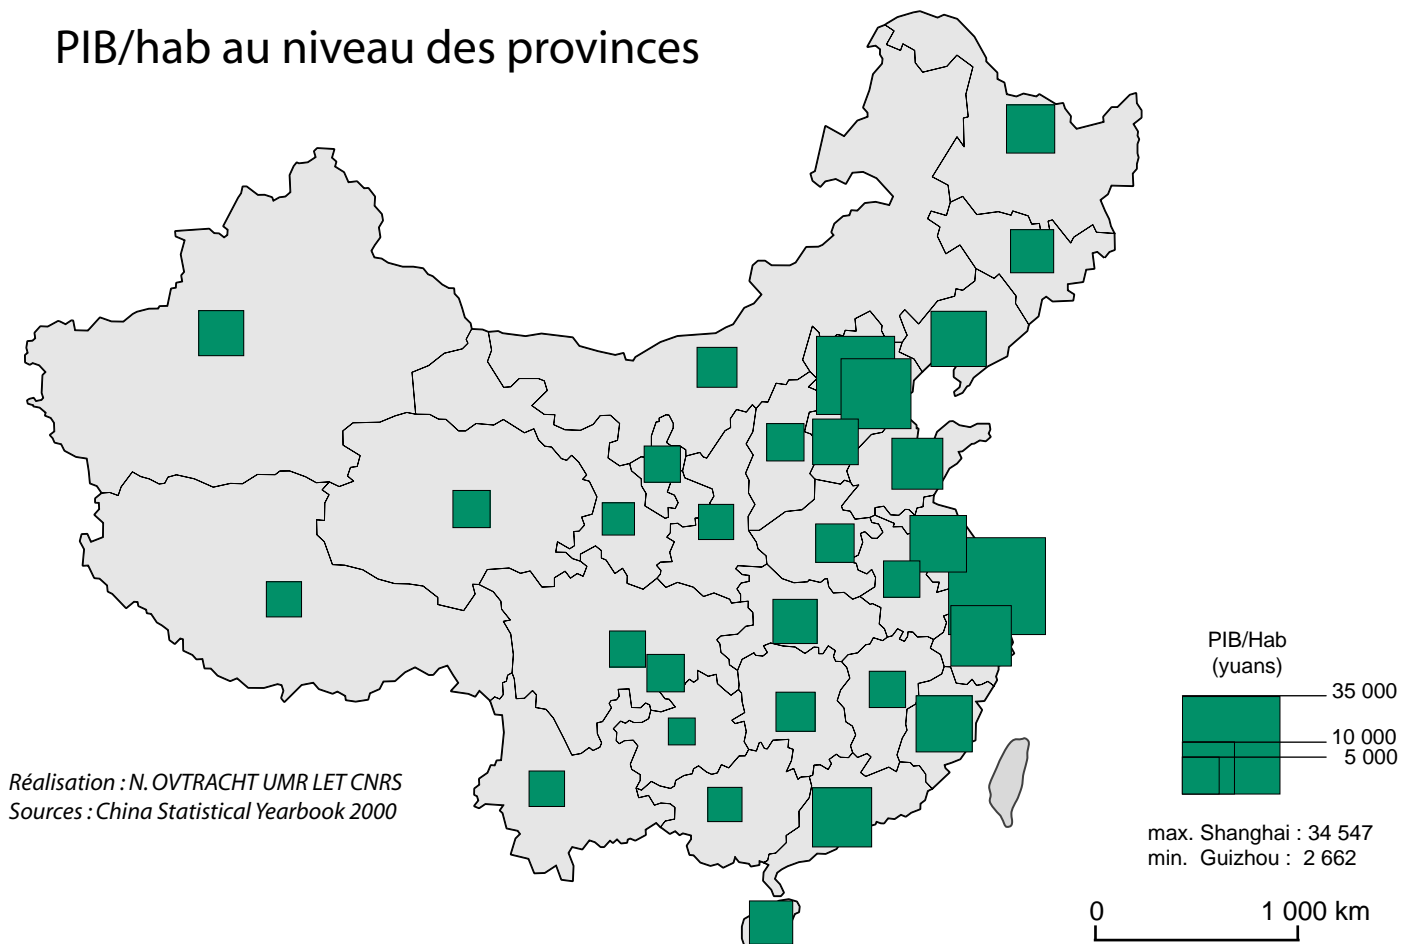 PIB/hab au niveau des provinces
PIB/Hab
(yuans)
35 000
10 000
5 000
Réalisation : N. OVTRACHT UMR LET CNRS
Sources : China Statistical Yearbook 2000
max. Shanghai : 34 547
min. Guizhou : 2 662
0 1 000 km